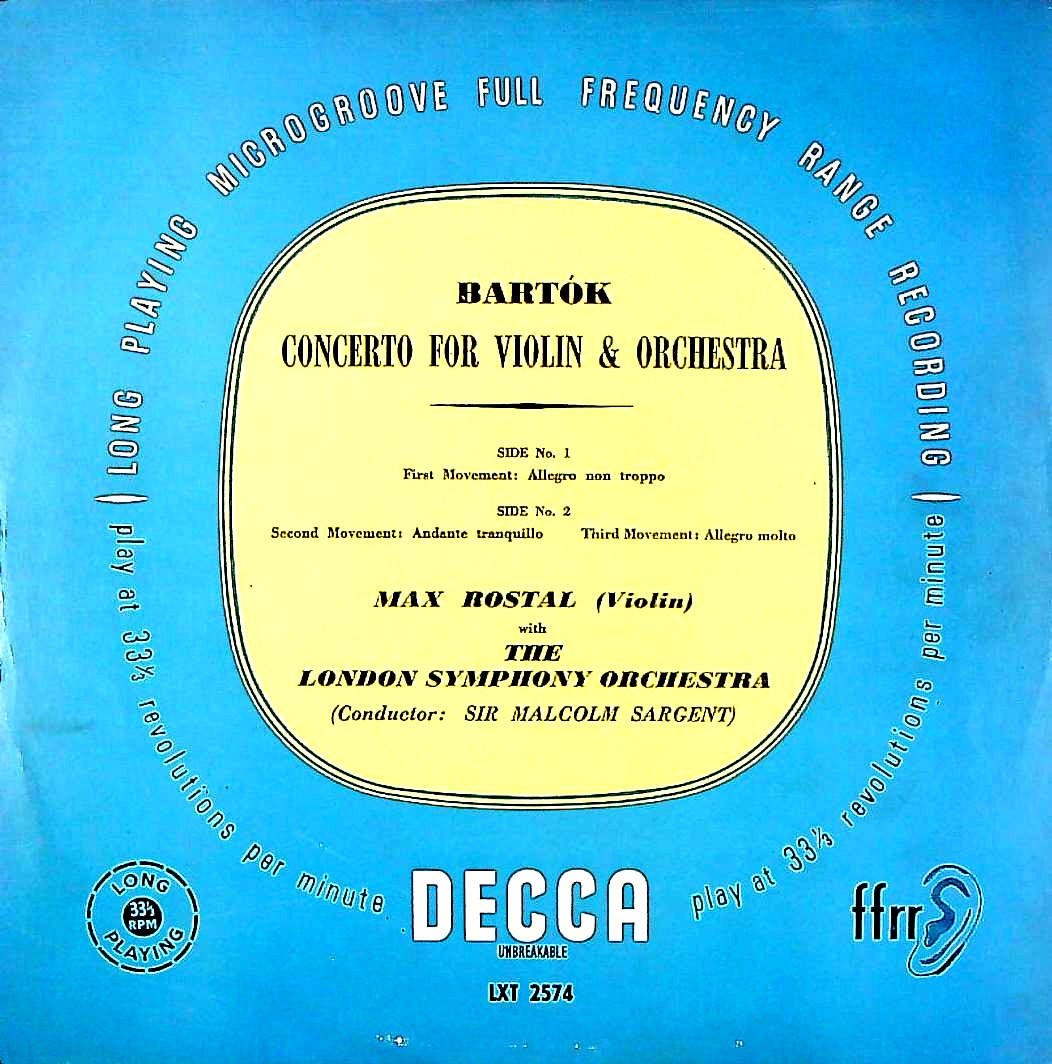 LONG PLAYING MICROGROOVE FULL FREQUENCY RANGE RECORDING
BARTÓK
CONCERTO FOR VIOLIN & ORCHESTRA
SIDE No. 1
First Movement: Allegro non troppo
SIDE No. 2
Second Movement: Andante tranquillo Third Movement: Allegro molto
MAX ROSTAL (Violin)
with
THE
LONDON SYMPHONY ORCHESTRA
(Conductor: SIR MALCOLM SARGENT)
play at 33⅓ revolutions per minute
play at 33⅓ revolutions per minute
LONG
33⅓
RPM
PLAYING
DECCA
UNBREAKABLE
LXT 2574
ffrr